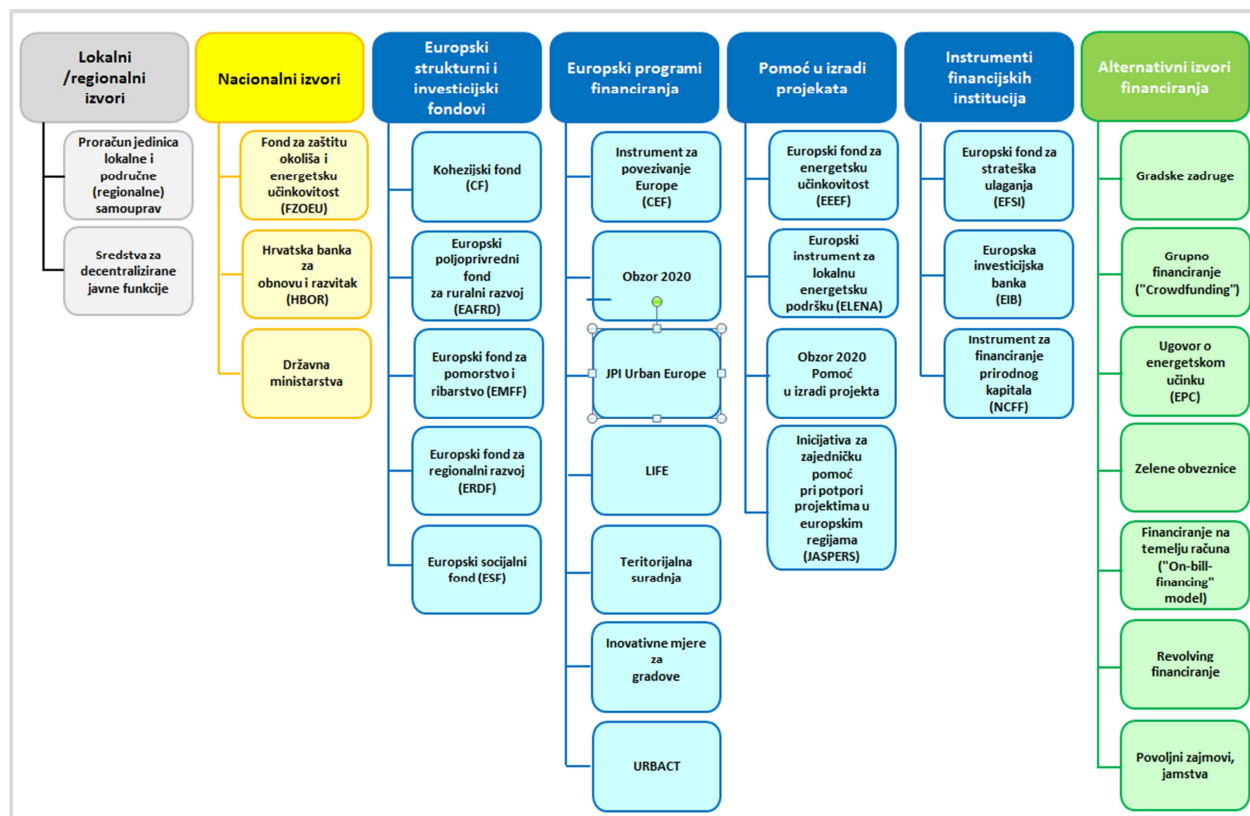 Lokalni
/regionalni
izvori
Proračun jedinica
lokalne i
područne
(regionalne)
samouprav
Sredstva za
decentralizirane
javne funkcije
Nacionalni izvori
Fond za zaštitu
okoliša i
energetsku
učinkovitost
(FZOEU)
Hrvatska banka
za
obnovu i razvitak
(HBOR)
Državna
ministarstva
Europski
strukturni i
investicijski
fondovi
Kohezijski fond
(CF)
Europski
poljoprivredni fond
za ruralni razvoj
(EAFRD)
Europski fond za
pomorstvo i
ribarstvo (EMFF)
Europski fond za
regionalni razvoj
(ERDF)
Europski socijalni
fond (ESF)
Europski programi
financiranja
Instrument za
povezivanje
Europe
(CEF)
Obzor 2020
JPI Urban Europe
LIFE
Teritorijalna
suradnja
Inovativne mjere
za
gradove
URBACT
Pomoć u izradi
projekata
Europski fond za
energetsku
učinkovitost
(EEEF)
Europski
instrument za
lokalnu
energetsku
podršku (ELENA)
Obzor 2020
Pomoć
u izradi projekta
Inicijativa za
zajedničku
pomoć
pri potpori
projektima u
europskim
regijama
(JASPERS)
Instrumenti
financijskih
institucija
Europski fond za
strateška
ulaganja
(EFSI)
Europska
investicijska
banka
(EIB)
Instrument za
financiranje
prirodnog
kapitala
(NCFF)
Alternativni izvori
financiranja
Gradske zadruge
Grupno
financiranje
("Crowdfunding")
Ugovor o
energetskom
učinku
(EPC)
Zelene obveznice
Financiranje na
temelju računa
("On-bill-
financing"
model)
Revolving
financiranje
Povoljni zajmovi,
jamstva